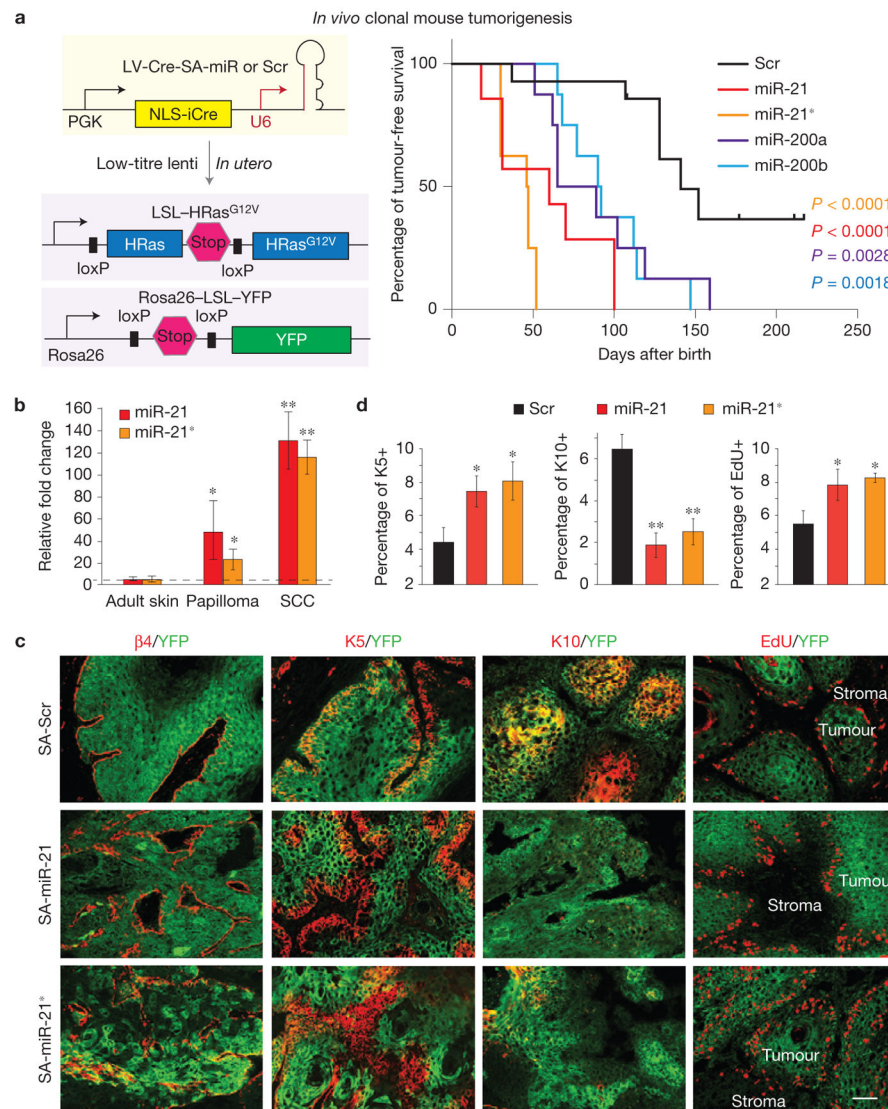 a
In vivo clonal mouse tumorigenesis
LV-Cre-SA-miR or Scr
PGK
NLS-iCre
U6
Low-titre lenti
In utero
LSL–HRasG12V
HRas
Stop
HRasG12V
loxP
loxP
Rosa26–LSL–YFP
loxP
loxP
Stop
YFP
Rosa26
Percentage of tumour-free survival
100
50
0
0
50
100
150
200
250
Days after birth
Scr
miR-21
miR-21*
miR-200a
miR-200b
P < 0.0001
P < 0.0001
P = 0.0028
P = 0.0018
b
miR-21
miR-21*
Relative fold change
160
140
120
100
80
60
40
20
0
*
*
**
**
Adult skin
Papilloma
SCC
d
Scr
miR-21
miR-21*
Percentage of K5+
10
8
6
4
2
*
*
Percentage of K10+
6
4
2
0
**
**
Percentage of EdU+
10
8
6
4
2
*
*
c
β4/YFP
K5/YFP
K10/YFP
EdU/YFP
SA-Scr
Stroma
Tumour
SA-miR-21
Tumou
Stroma
SA-miR-21*
Tumour
Stroma